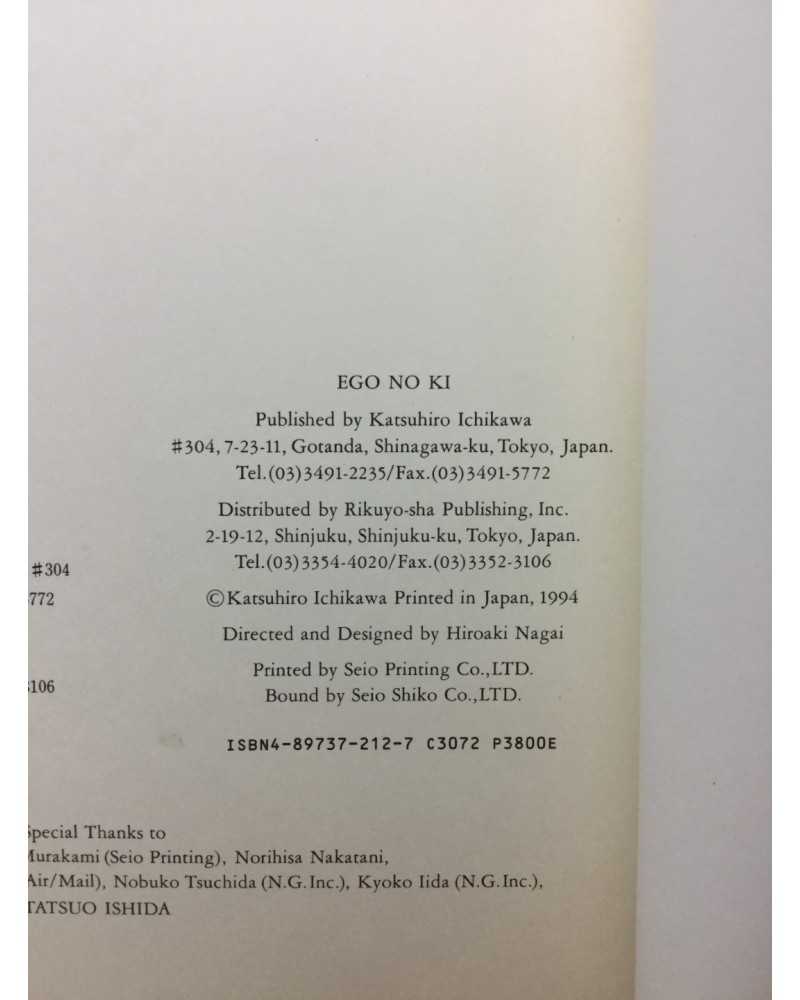 EGO NO KI
Published by Katsuhiro Ichikawa
#304, 7-23-11, Gotanda, Shinagawa-ku, Tokyo, Japan.
Tel.(03)3491-2235/Fax.(03)3491-5772
Distributed by Rikuyo-sha Publishing, Inc.
2-19-12, Shinjuku, Shinjuku-ku, Tokyo, Japan.
Tel.(03)3354-4020/Fax.(03)3352-3106
©Katsuhiro Ichikawa Printed in Japan, 1994
Directed and Designed by Hiroaki Nagai
Printed by Seio Printing Co.,LTD.
Bound by Seio Shiko Co.,LTD.
ISBN4-89737-212-7 C3072 P3800E
#304
772
106
Special Thanks to
Murakami (Seio Printing), Norihisa Nakatani,
Air/Mail), Nobuko Tsuchida (N.G.Inc.), Kyoko Iida (N.G.Inc.),
TATSUO ISHIDA